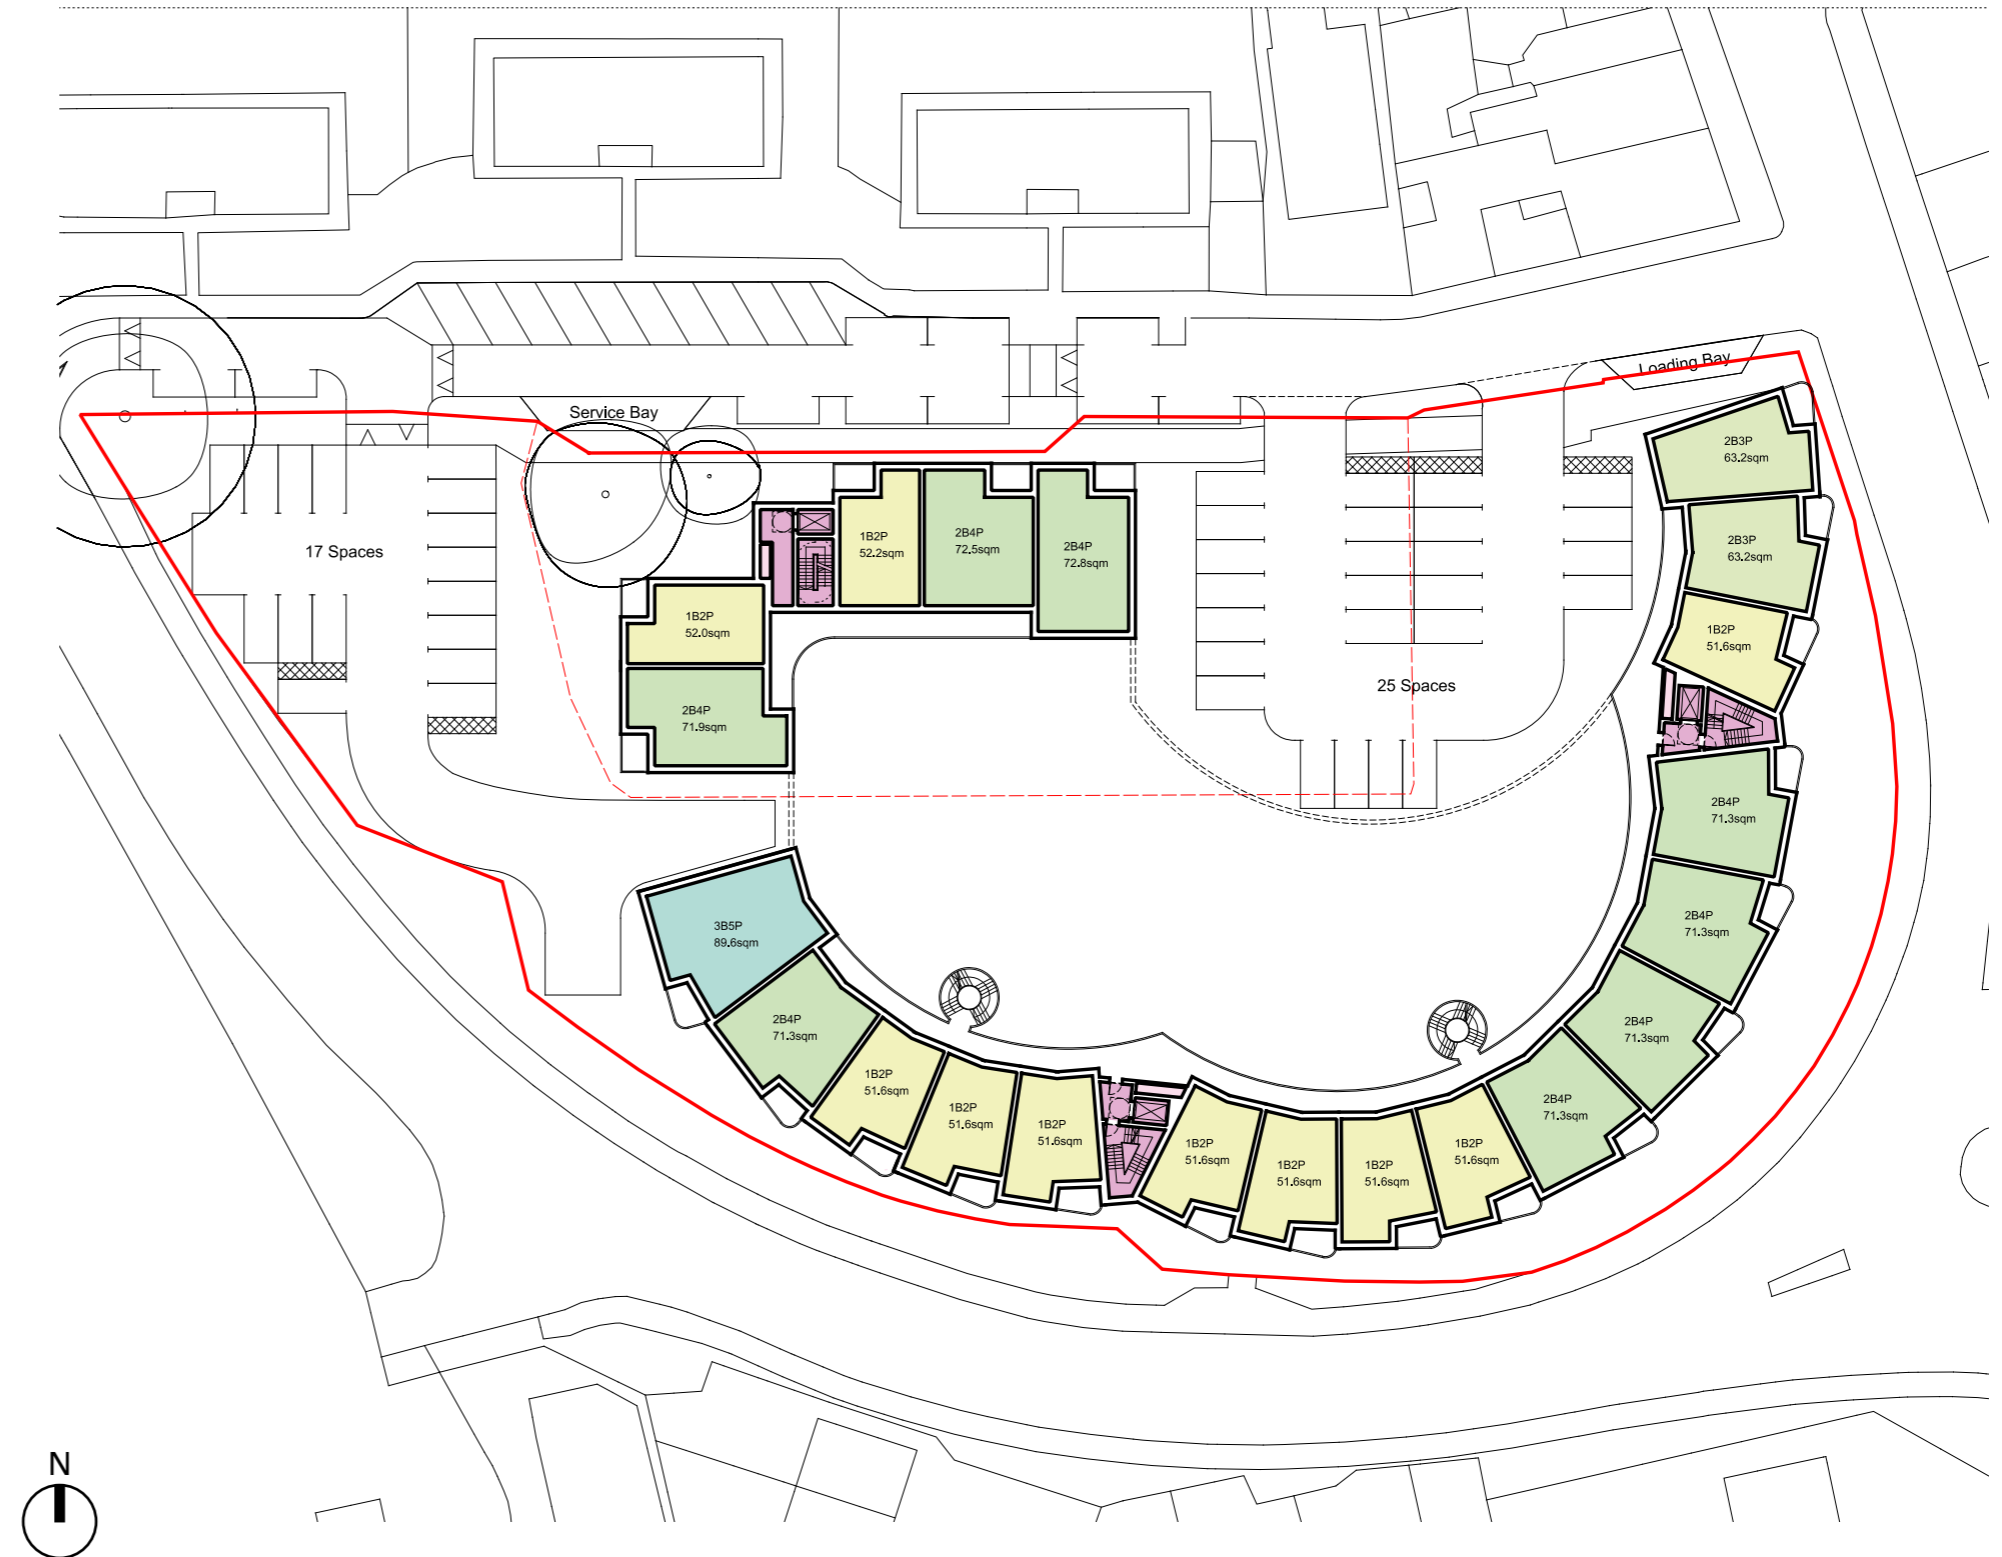 Loading Bay
Service Bay
2B3P
63.2sqm
17 Spaces
1B2P
52.2sqm
2B4P
72.5sqm
2B4P
72.8sqm
2B3P
63.2sqm
1B2P
52.0sqm
1B2P
51.6sqm
25 Spaces
2B4P
71.9sqm
2B4P
71.3sqm
3B5P
89.6sqm
2B4P
71.3sqm
2B4P
71.3sqm
2B4P
71.3sqm
1B2P
51.6sqm
1B2P
51.6sqm
1B2P
51.6sqm
1B2P
51.6sqm
1B2P
51.6sqm
1B2P
51.6sqm
1B2P
51.6sqm
2B4P
71.3sqm
N